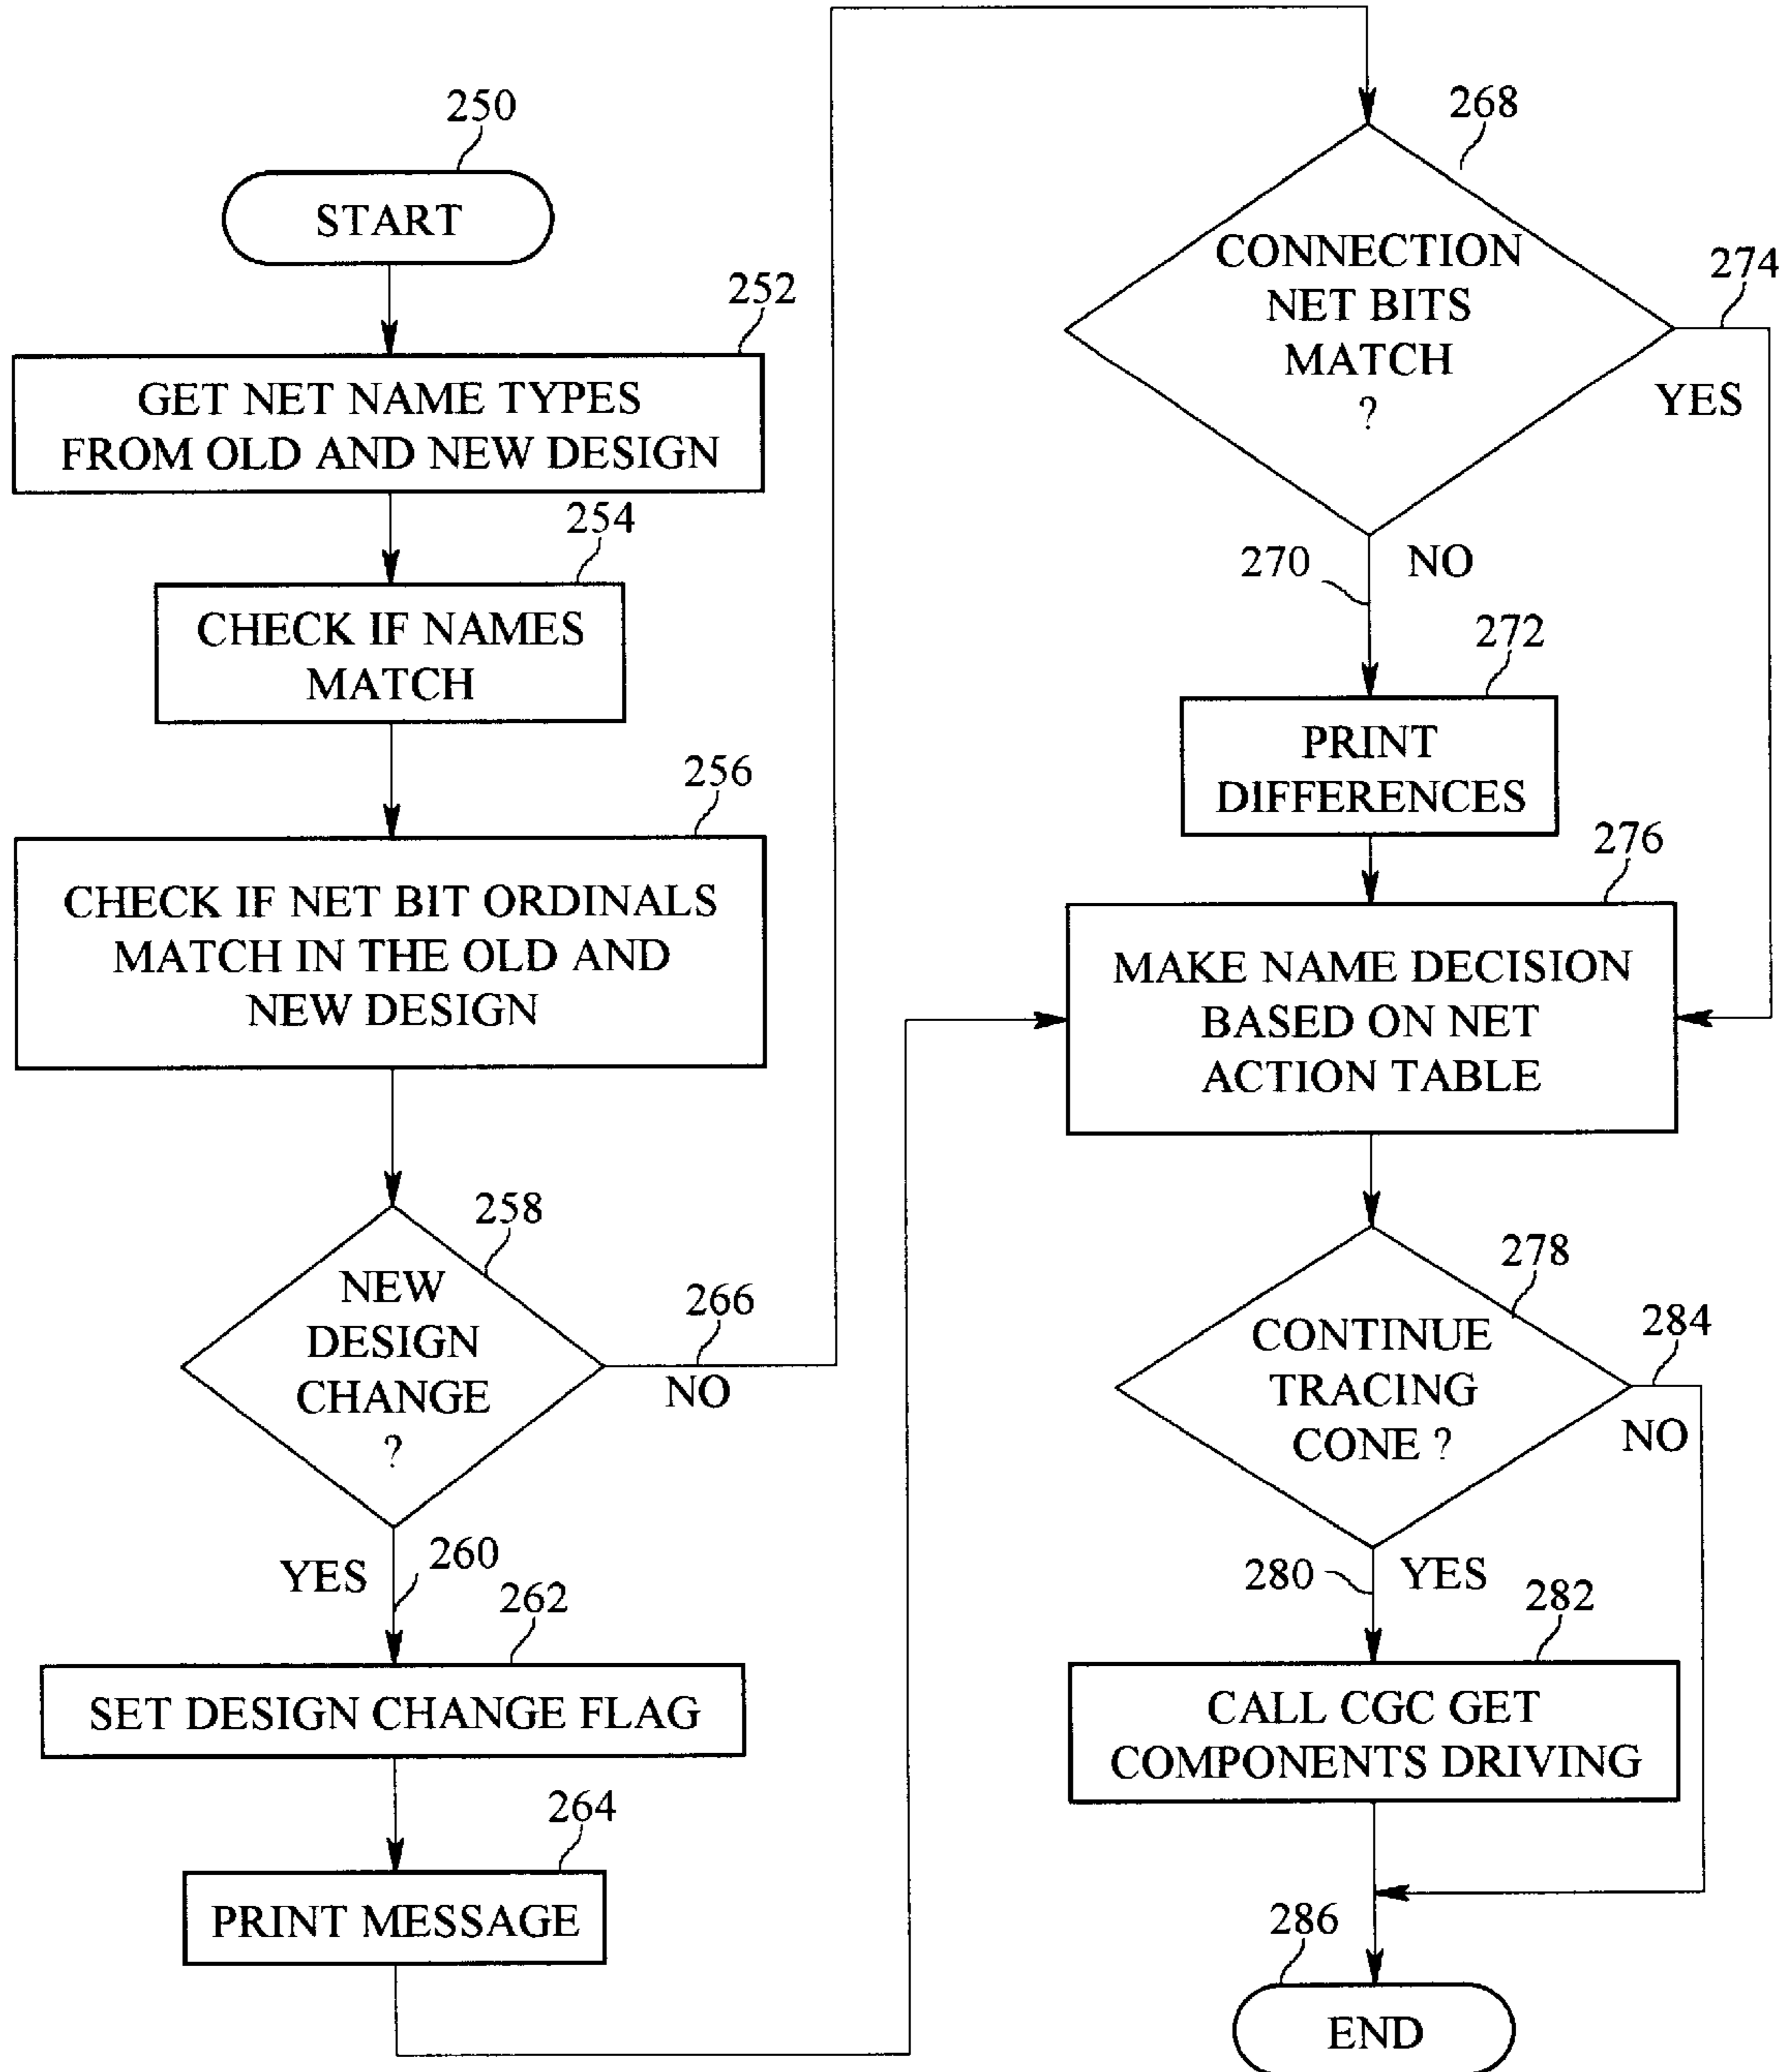 250
START
252
GET NET NAME TYPES
FROM OLD AND NEW DESIGN
254
CHECK IF NAMES
MATCH
256
CHECK IF NET BIT ORDINALS
MATCH IN THE OLD AND
NEW DESIGN
258
NEW
DESIGN
CHANGE
?
266
NO
YES
260
262
SET DESIGN CHANGE FLAG
264
PRINT MESSAGE
268
CONNECTION
NET BITS
MATCH
?
274
YES
270
NO
272
PRINT
DIFFERENCES
276
MAKE NAME DECISION
BASED ON NET
ACTION TABLE
278
CONTINUE
TRACING
CONE ?
284
NO
280
YES
282
CALL CGC GET
COMPONENTS DRIVING
286
END